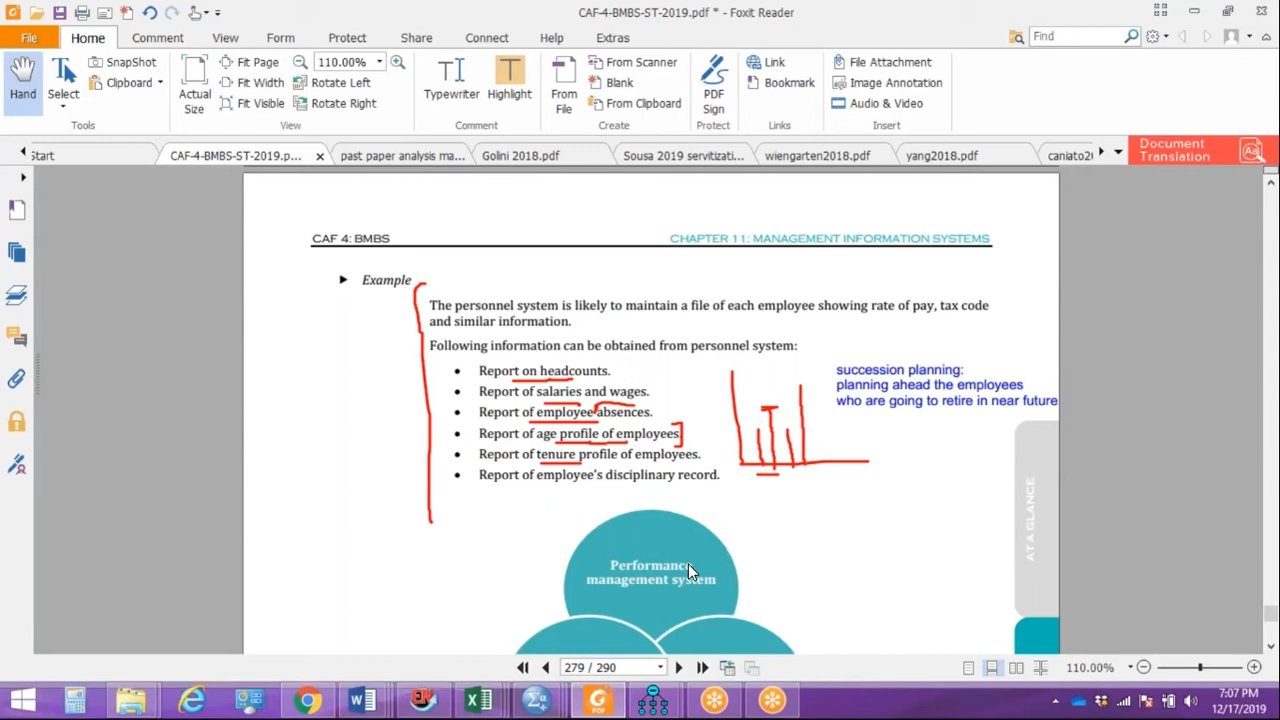 CAF-4-BMBS-ST-2019.pdf * - Foxit Reader
File Home Comment View Form Protect Share Connect Help Extras Find
Hand
Select
SnapShot
Clipboard
Actual
Size
Fit Page
Fit Width
Fit Visible
110.00%
Rotate Left
Rotate Right
Typewriter
Highlight
From
File
From Scanner
Blank
From Clipboard
PDF
Sign
Link
Bookmark
File Attachment
Image Annotation
Audio & Video
Tools View Comment Create Protect Links Insert
Start CAF-4-BMBS-ST-2019.p... past paper analysis ma... Golini 2018.pdf Sousa 2019 servitizati... wiengarten2018.pdf yang2018.pdf caniato2
Document
Translation
CAF 4: BMBS CHAPTER 11: MANAGEMENT INFORMATION SYSTEMS
Example
The personnel system is likely to maintain a file of each employee showing rate of pay, tax code
and similar information.
Following information can be obtained from personnel system:
• Report on headcounts.
• Report of salaries and wages.
• Report of employee absences.
• Report of age profile of employees.
• Report of tenure profile of employees.
• Report of employee's disciplinary record.
succession planning:
planning ahead the employees
who are going to retire in near future
AT A GLANCE
Performance
management system
279 / 290 110.00%
7:07 PM
12/17/2019